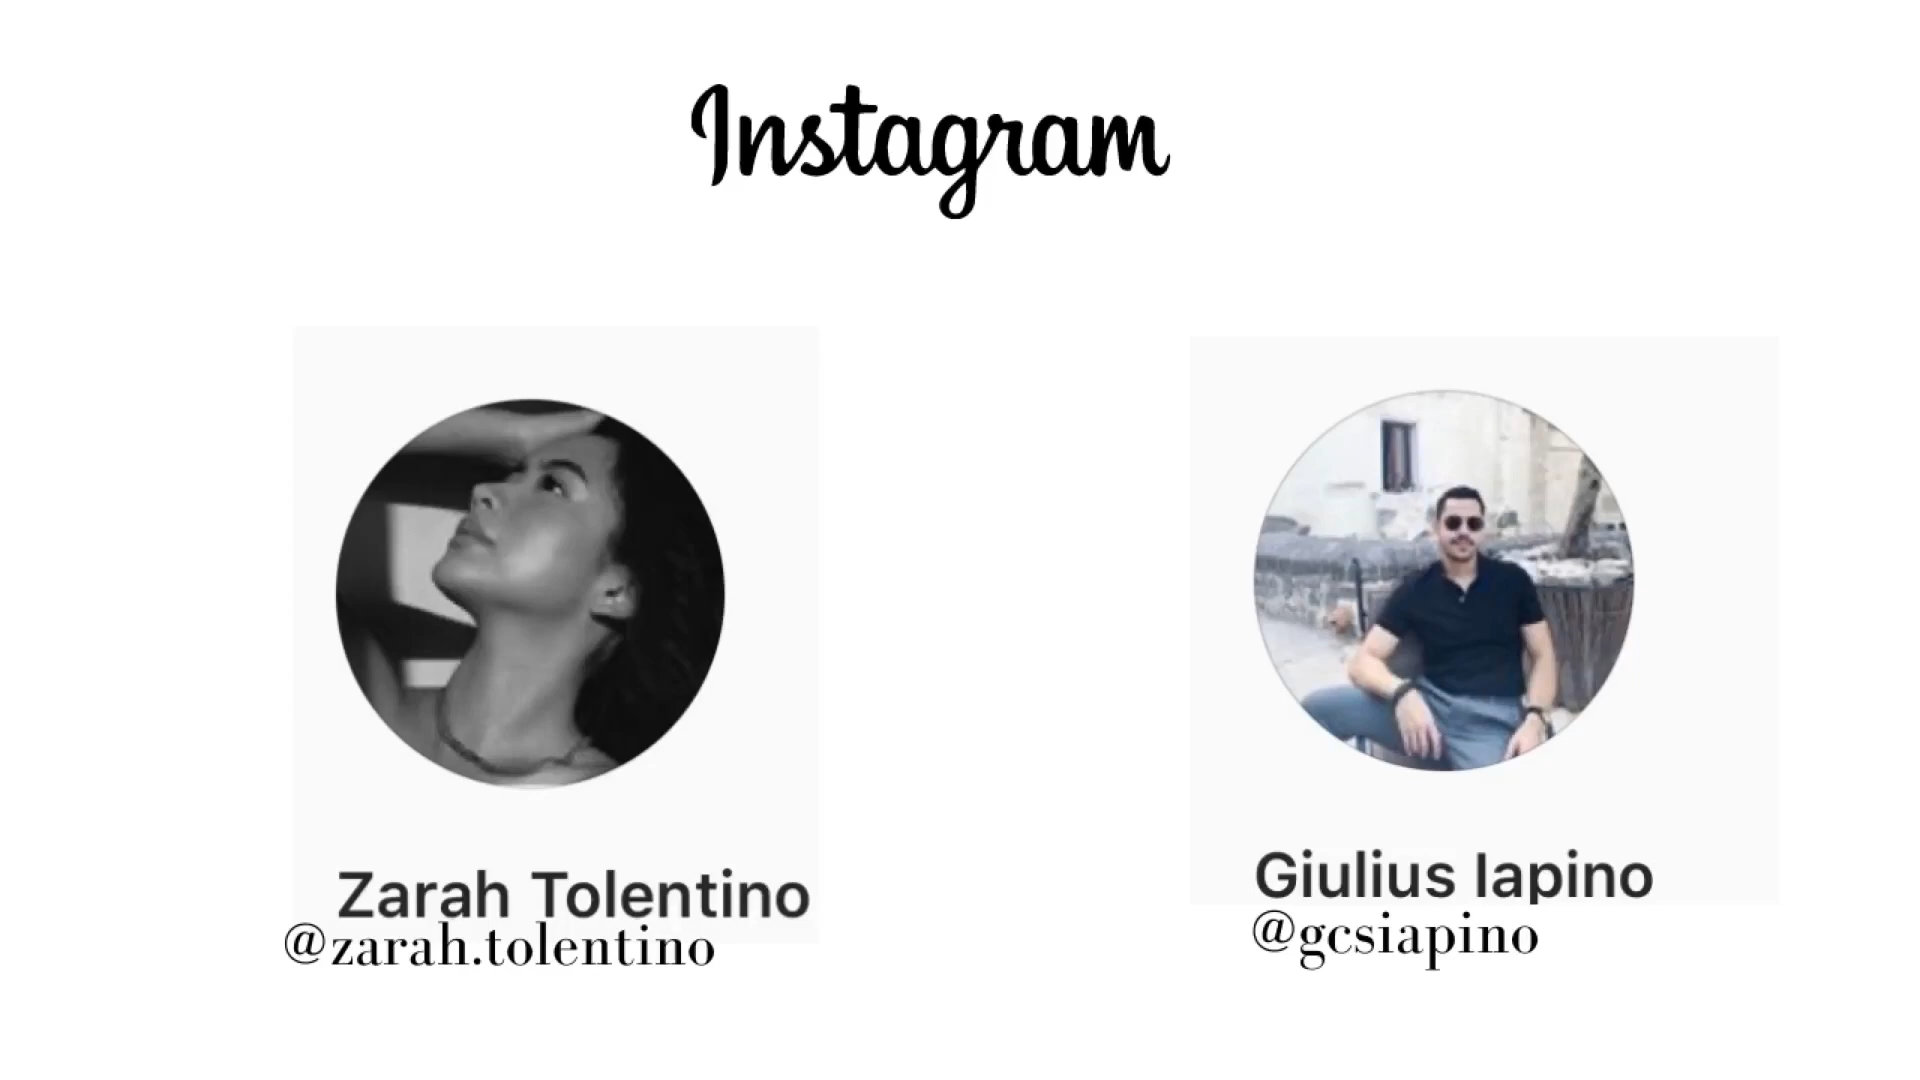 Instagram
Zarah Tolentino
@zarah.tolentino
Giulius Iapino
@gcsiapino